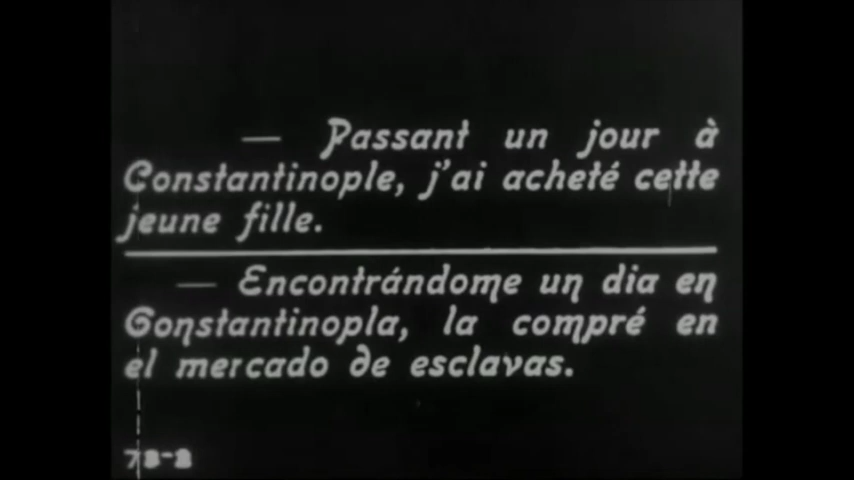 — Passant un jour à
Constantinople, j'ai acheté cette
jeune fille.
— Encontrándome un dia en
Constantinopla, la compré en
el mercado de esclavas.
73-2